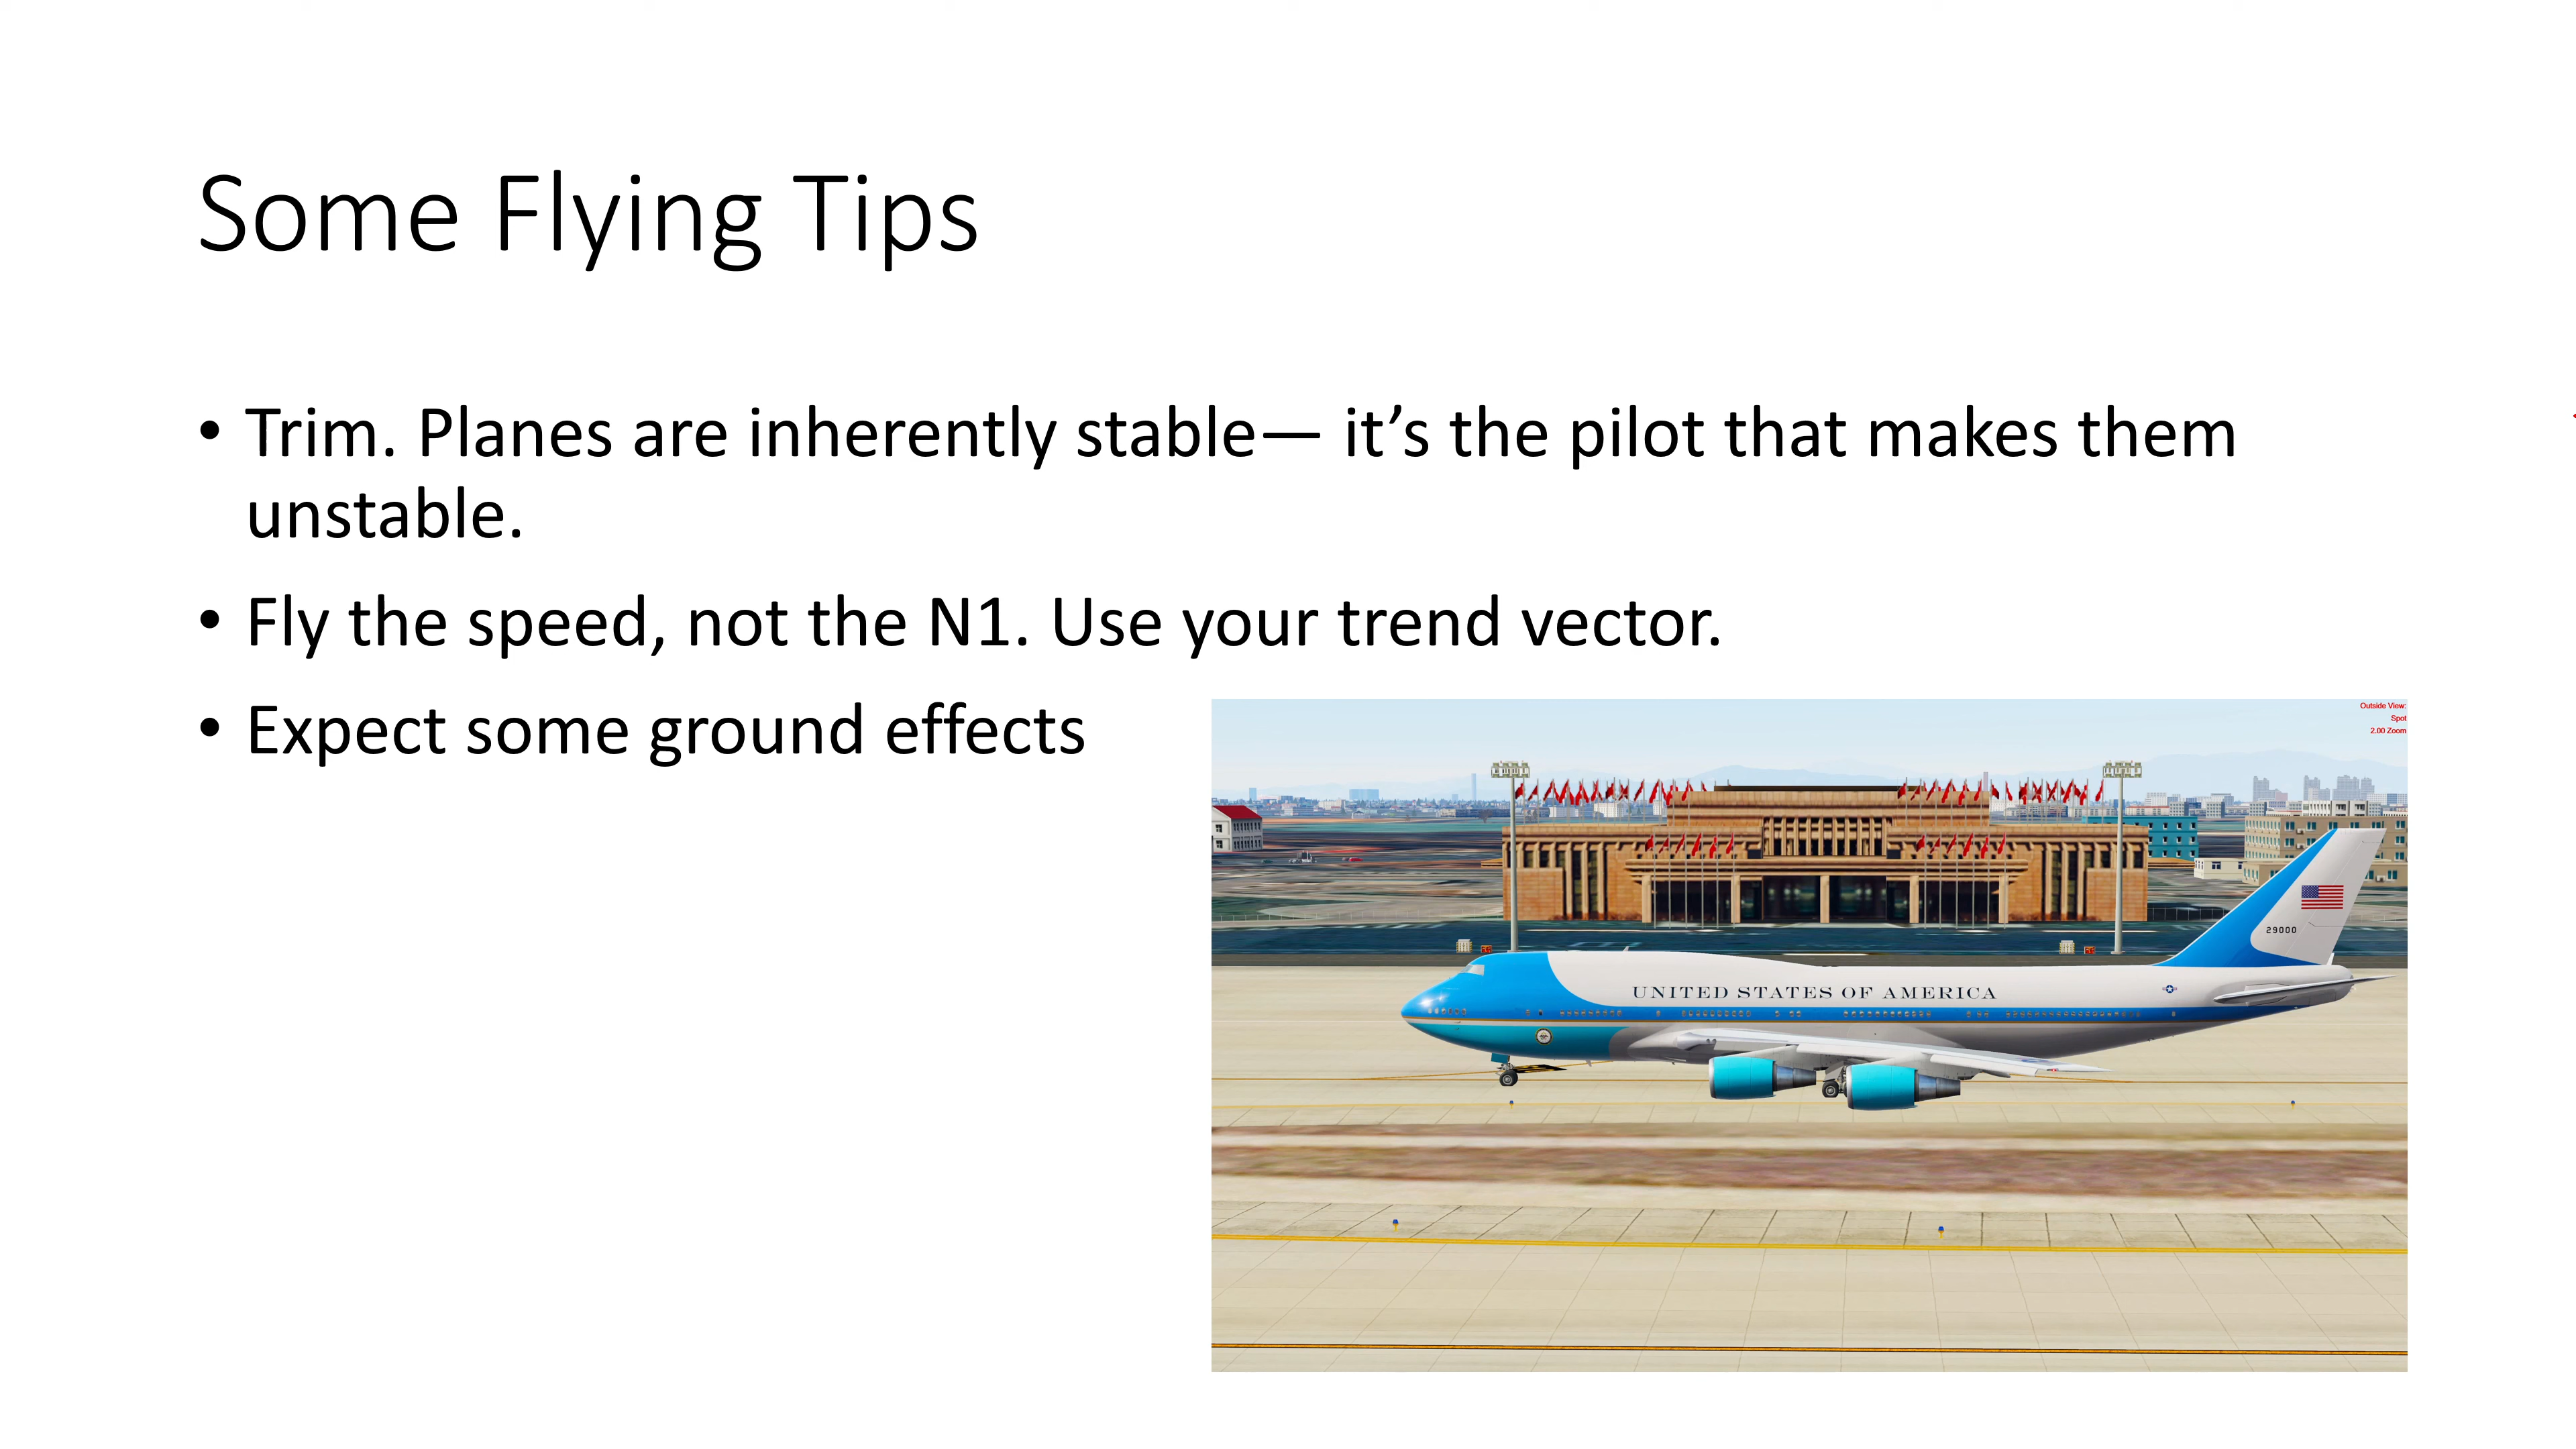 Some Flying Tips
• Trim. Planes are inherently stable— it’s the pilot that makes them
unstable.
• Fly the speed, not the N1. Use your trend vector.
• Expect some ground effects
Outside View:
Spot
2.00 Zoom
29000
UNITED STATES OF AMERICA